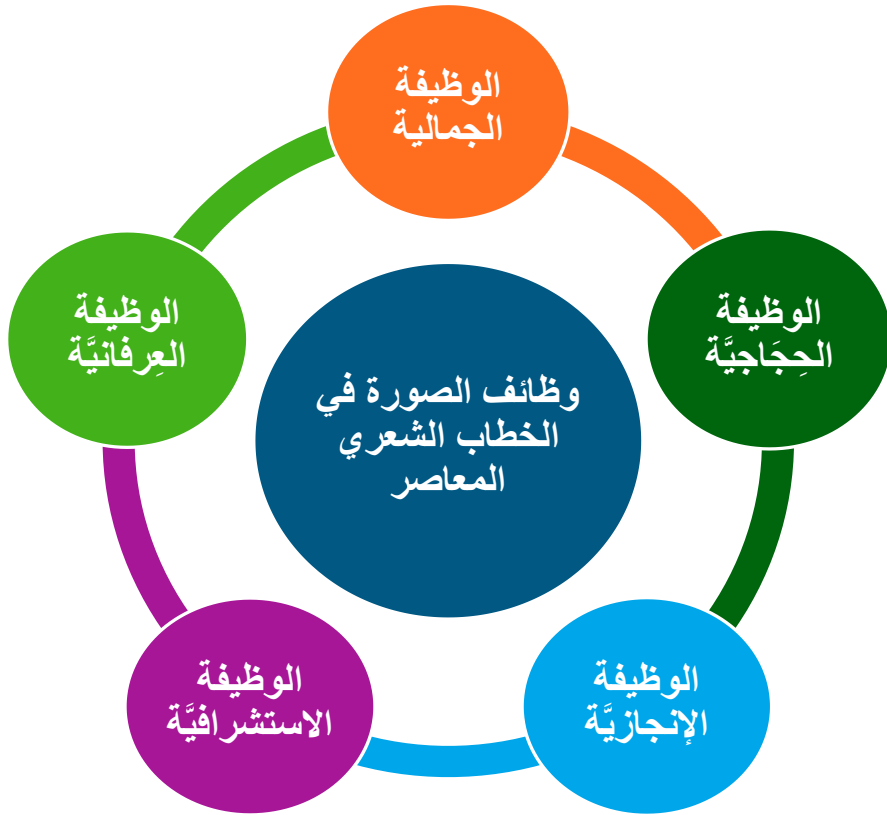 الوظيفة
الجمالية
الوظيفة
الحِجَاجيَّة
الوظيفة
الإنجازيَّة
الوظيفة
الاستشرافيَّة
الوظيفة
العِرفانيَّة
وظائف الصورة في
الخطاب الشعري
المعاصر